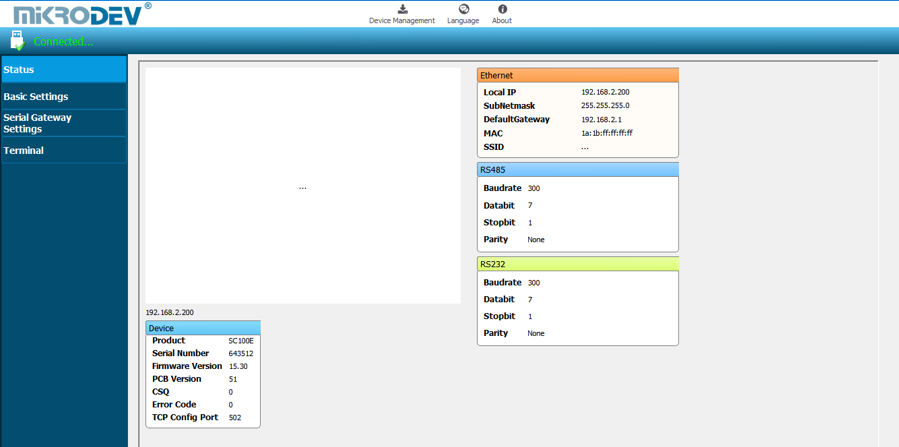 MiKRODEV®
Device Management Language About
Connected...
Status
Basic Settings
Serial Gateway
Settings
Terminal
...
192.168.2.200
Device
Product SC100E
Serial Number 643512
Firmware Version 15.30
PCB Version 51
CSQ 0
Error Code 0
TCP Config Port 502
Ethernet
Local IP 192.168.2.200
SubNetmask 255.255.255.0
DefaultGateway 192.168.2.1
MAC 1a:1b:ff:ff:ff:ff
SSID ...
RS485
Baudrate 300
Databit 7
Stopbit 1
Parity None
RS232
Baudrate 300
Databit 7
Stopbit 1
Parity None